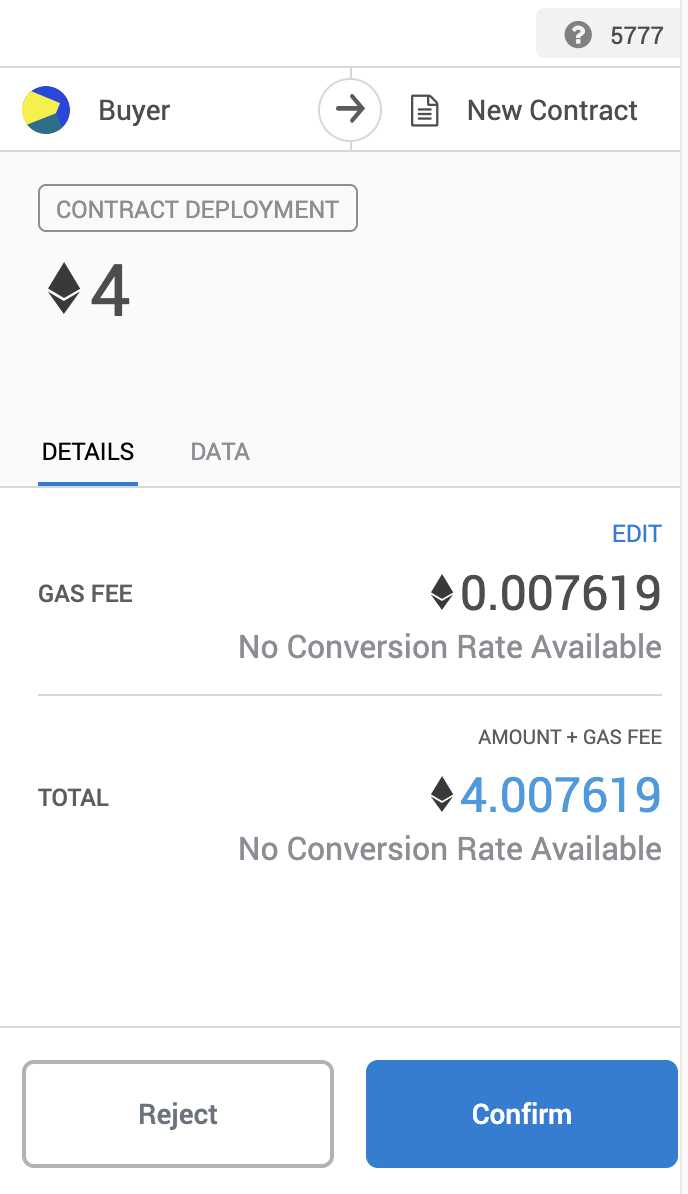 5777
Buyer
New Contract
CONTRACT DEPLOYMENT
4
DETAILS DATA
EDIT
GAS FEE
0.007619
No Conversion Rate Available
AMOUNT + GAS FEE
TOTAL
4.007619
No Conversion Rate Available
Reject
Confirm